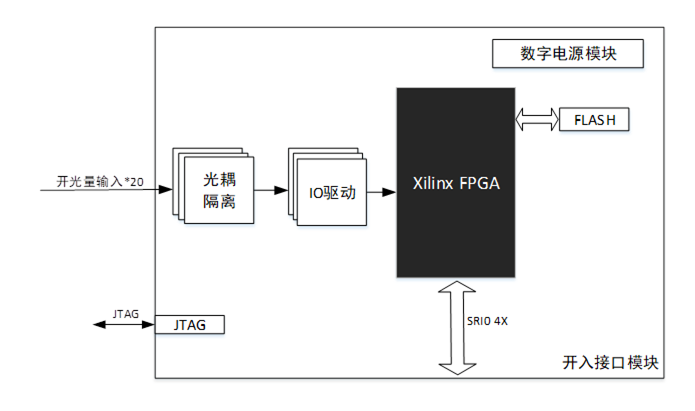 数字电源模块
FLASH
Xilinx FPGA
光耦
隔离
IO驱动
开光量输入*20
JTAG
JTAG
SRI0 4X
开入接口模块